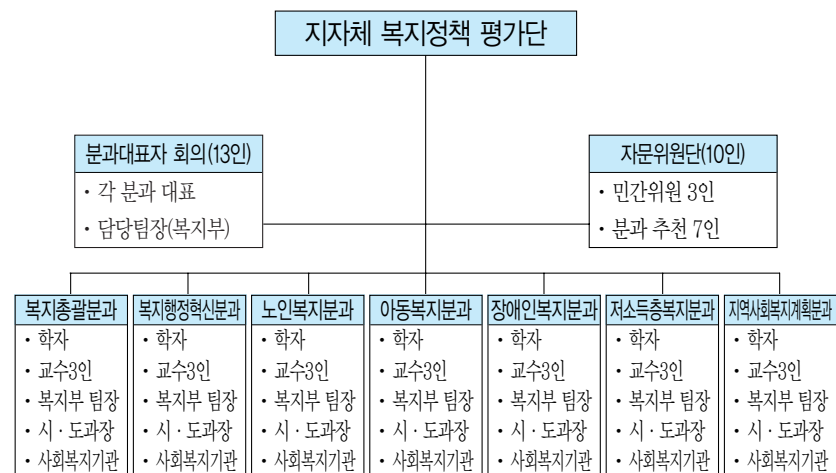 지자체 복지정책 평가단
분과대표자 회의(13인)
· 각 분과 대표
· 담당팀장(복지부)
자문위원단(10인)
· 민간위원 3인
· 분과 추천 7인
복지총괄분과
· 학자
· 교수3인
· 복지부 팀장
· 시 · 도과장
· 사회복지기관
복지행정혁신분과
· 학자
· 교수3인
· 복지부 팀장
· 시 · 도과장
· 사회복지기관
노인복지분과
· 학자
· 교수3인
· 복지부 팀장
· 시 · 도과장
· 사회복지기관
아동복지분과
· 학자
· 교수3인
· 복지부 팀장
· 시 · 도과장
· 사회복지기관
장애인복지분과
· 학자
· 교수3인
· 복지부 팀장
· 시 · 도과장
· 사회복지기관
저소득층복지분과
· 학자
· 교수3인
· 복지부 팀장
· 시 · 도과장
· 사회복지기관
지역사회복지계획분과
· 학자
· 교수3인
· 복지부 팀장
· 시 · 도과장
· 사회복지기관